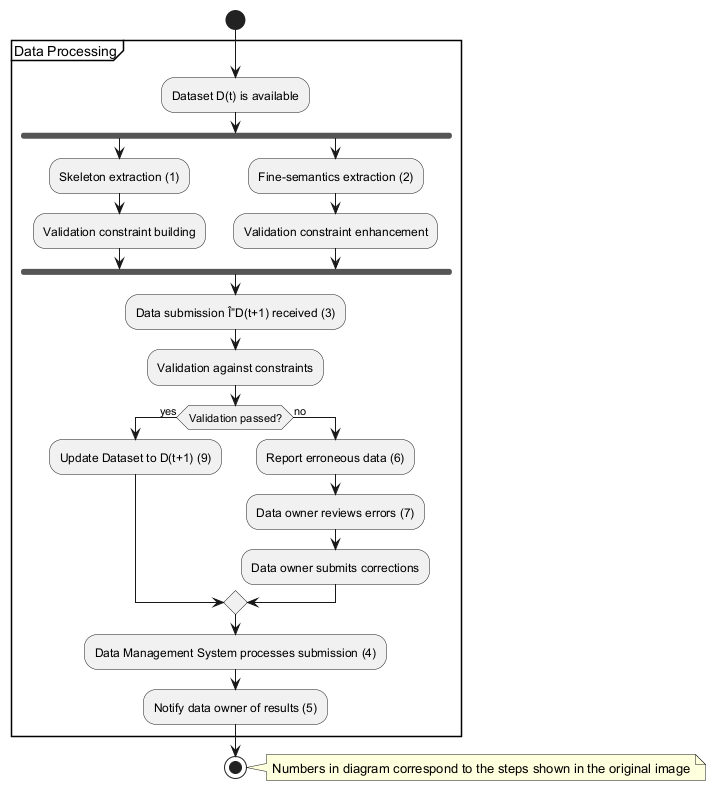 Data Processing
Dataset D(t) is available
Skeleton extraction (1)
Fine-semantics extraction (2)
Validation constraint building
Validation constraint enhancement
Data submission Î"D(t+1) received (3)
Validation against constraints
yes
Validation passed?
no
Update Dataset to D(t+1) (9)
Report erroneous data (6)
Data owner reviews errors (7)
Data owner submits corrections
Data Management System processes submission (4)
Notify data owner of results (5)
Numbers in diagram correspond to the steps shown in the original image